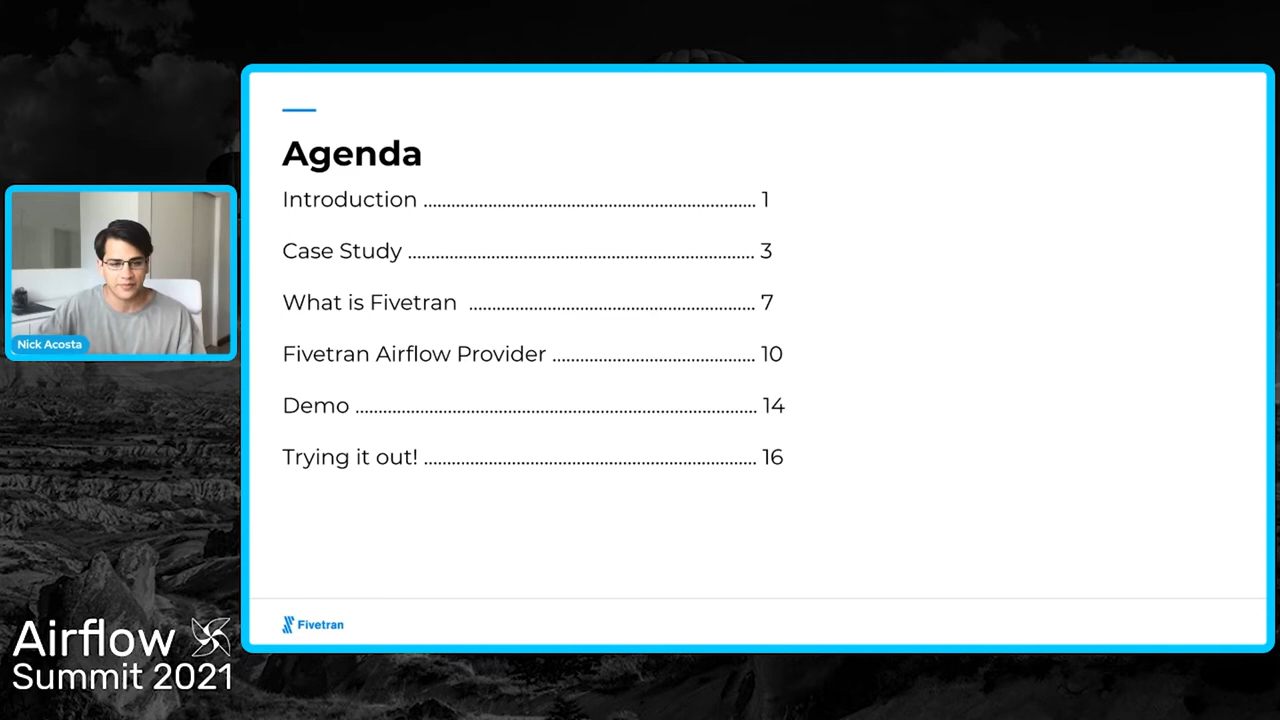 Agenda
Introduction ........................................................................ 1
Case Study ........................................................................... 3
What is Fivetran .............................................................. 7
Fivetran Airflow Provider ............................................ 10
Demo ....................................................................................... 14
Trying it out! ........................................................................ 16
Fivetran
Nick Acosta
Airflow
Summit 2021